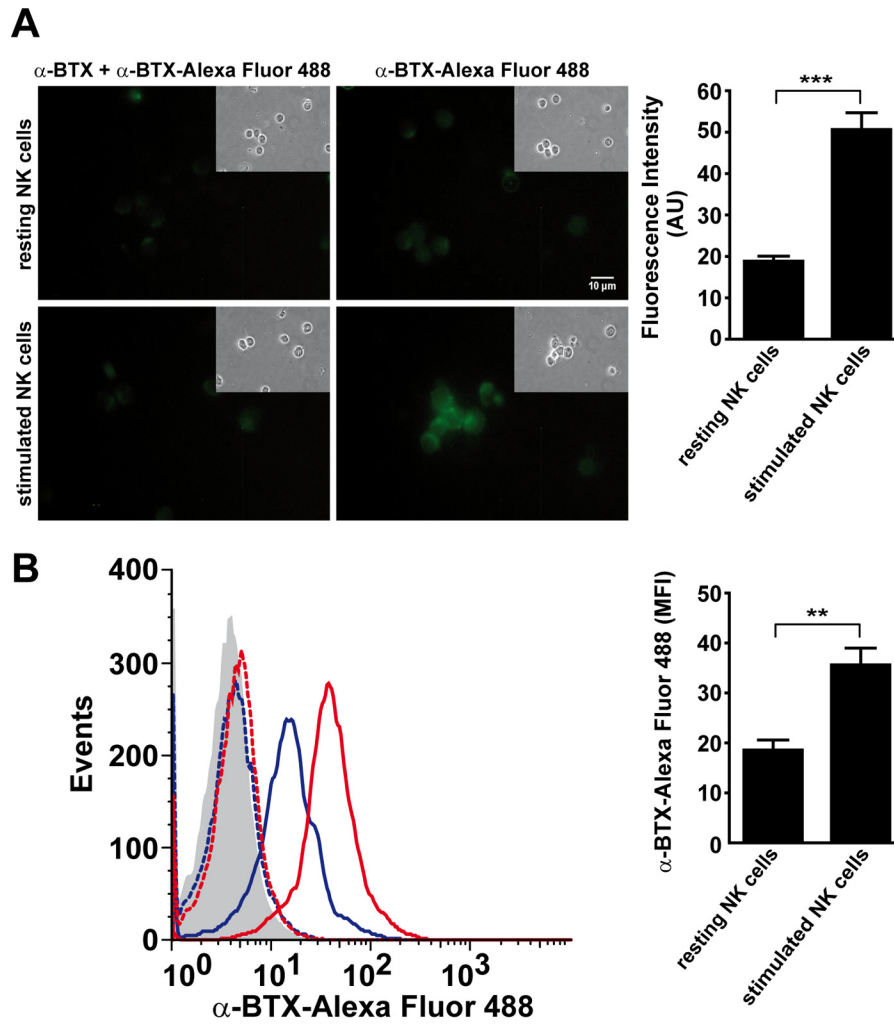 A
α-BTX + α-BTX-Alexa Fluor 488
α-BTX-Alexa Fluor 488
resting NK cells
stimulated NK cells
10 µm
Fluorescence Intensity
(AU)
60
50
40
30
20
10
0
***
resting NK cells
stimulated NK cells
B
Events
400
300
200
100
0
10⁰
10¹
10²
10³
α-BTX-Alexa Fluor 488
α-BTX-Alexa Fluor 488 (MFI)
50
40
30
20
10
0
**
resting NK cells
stimulated NK cells